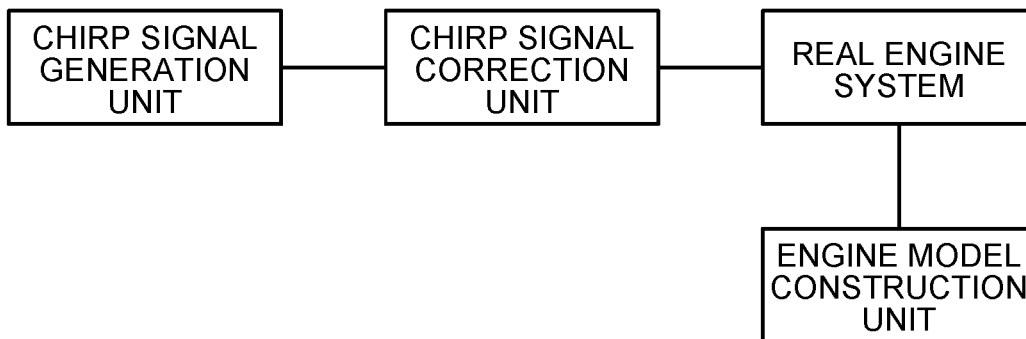 CHIRP SIGNAL
GENERATION
UNIT
CHIRP SIGNAL
CORRECTION
UNIT
REAL ENGINE
SYSTEM
ENGINE MODEL
CONSTRUCTION
UNIT